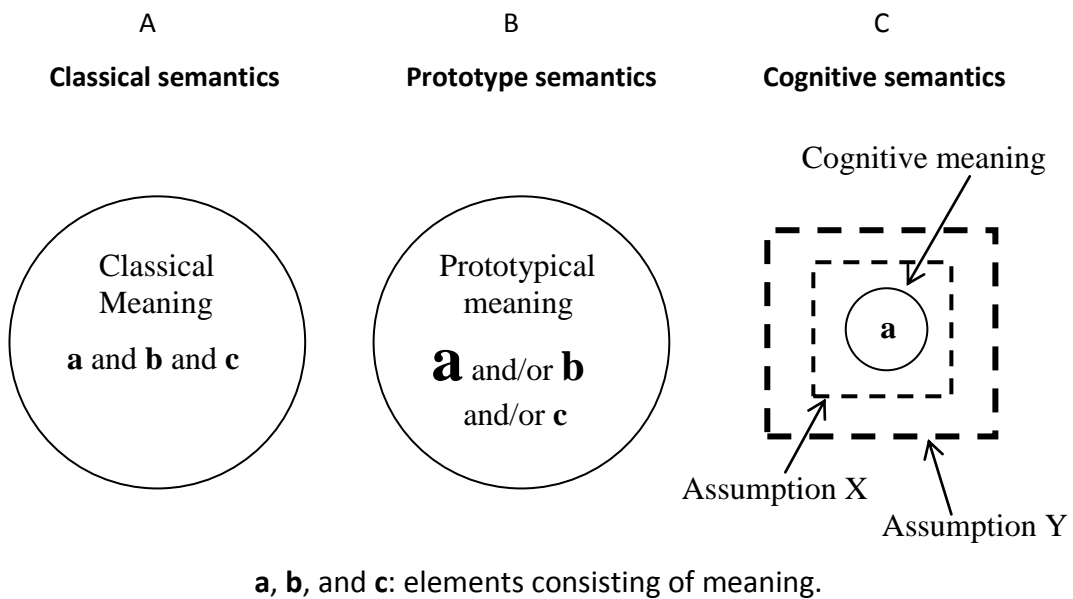 A
B
C
Classical semantics
Prototype semantics
Cognitive semantics
Cognitive meaning
Classical
Meaning
a and b and c
Prototypical
meaning
a and/or b
and/or c
a
Assumption X
Assumption Y
a, b, and c: elements consisting of meaning.